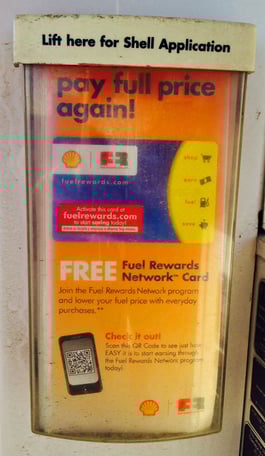 Lift here for Shell Application
pay full price
again!
FR
fuelrewards.com
shop
earn
fuel
save
Activate this card at
fuelrewards.com
to start saving today!
FREE Fuel Rewards
Network™ Card
Join the Fuel Rewards Network program
and lower your fuel price with everyday
purchases.**
Check it out!
Scan this QR Code to see just how
EASY it is to start earning through
the Fuel Rewards Network program
today!
FR